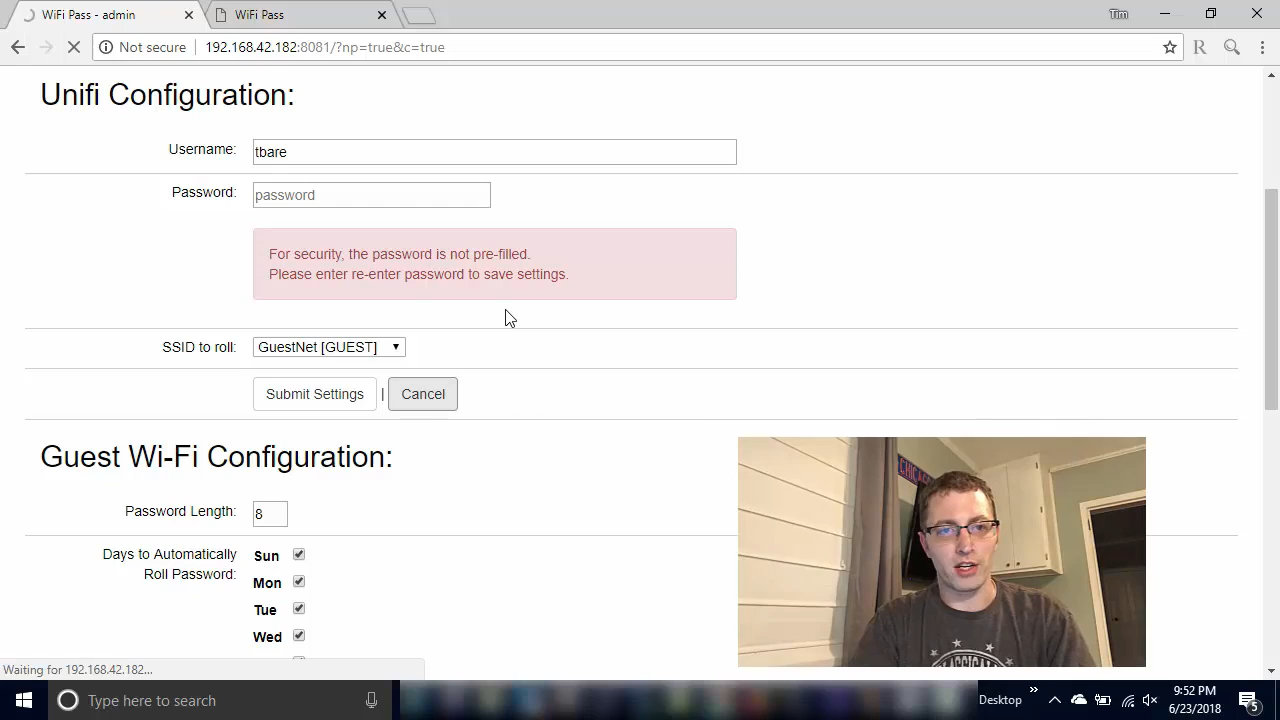 WiFi Pass - admin
WiFi Pass
Tim
Not secure
192.168.42.182:8081/?np=true&c=true
R
Unifi Configuration:
Username:
tbare
Password:
password
For security, the password is not pre-filled.
Please enter re-enter password to save settings.
SSID to roll:
GuestNet [GUEST]
Submit Settings | Cancel
Guest Wi-Fi Configuration:
Password Length:
8
Days to Automatically
Roll Password:
Sun
Mon
Tue
Wed
Waiting for 192.168.42.182...
Type here to search
Desktop
9:52 PM
6/23/2018
5